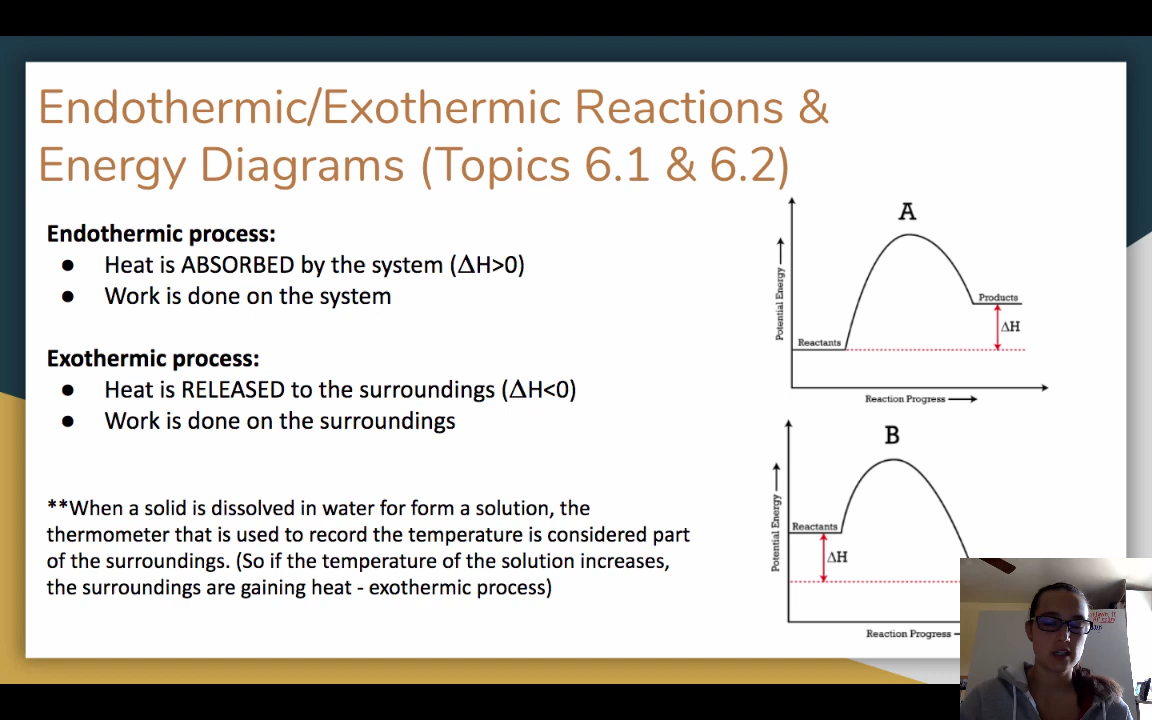 Endothermic/Exothermic Reactions &
Energy Diagrams (Topics 6.1 & 6.2)
Endothermic process:
● Heat is ABSORBED by the system (ΔH>0)
● Work is done on the system
Exothermic process:
● Heat is RELEASED to the surroundings (ΔH<0)
● Work is done on the surroundings
**When a solid is dissolved in water for form a solution, the
thermometer that is used to record the temperature is considered part
of the surroundings. (So if the temperature of the solution increases,
the surroundings are gaining heat - exothermic process)
A
Potential Energy
Products
ΔH
Reactants
Reaction Progress
B
Potential Energy
Reactants
ΔH
Reaction Progress